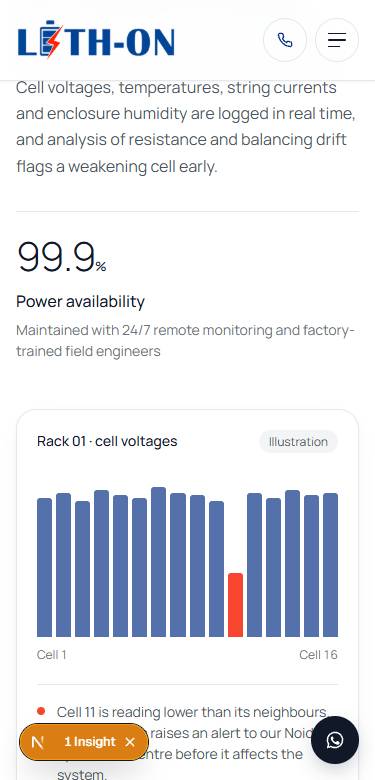 LITH-ON
Cell voltages, temperatures, string currents
and enclosure humidity are logged in real time,
and analysis of resistance and balancing drift
flags a weakening cell early.
99.9%
Power availability
Maintained with 24/7 remote monitoring and factory-
trained field engineers
Rack 01 · cell voltages
Illustration
Cell 1
Cell 16
Cell 11 is reading lower than its neighbours.
raises an alert to our
N 1 Insight ×
before it affects the
system.